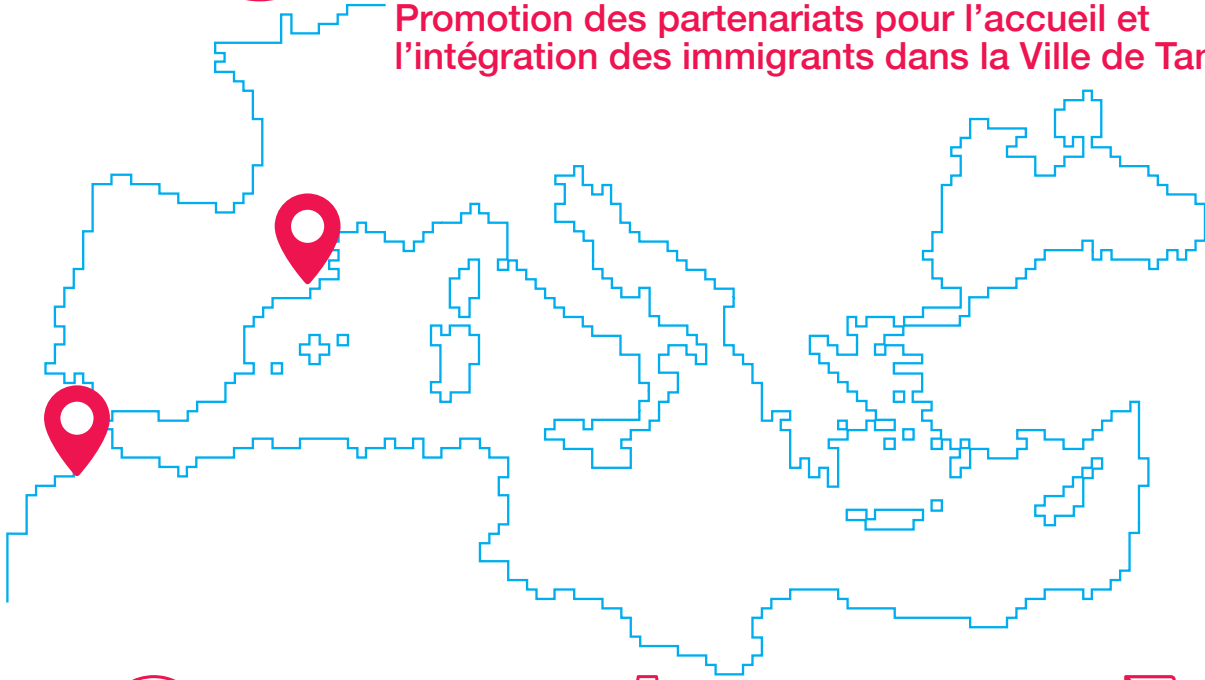 Promotion des partenariats pour l’accueil et
l’intégration des immigrants dans la Ville de